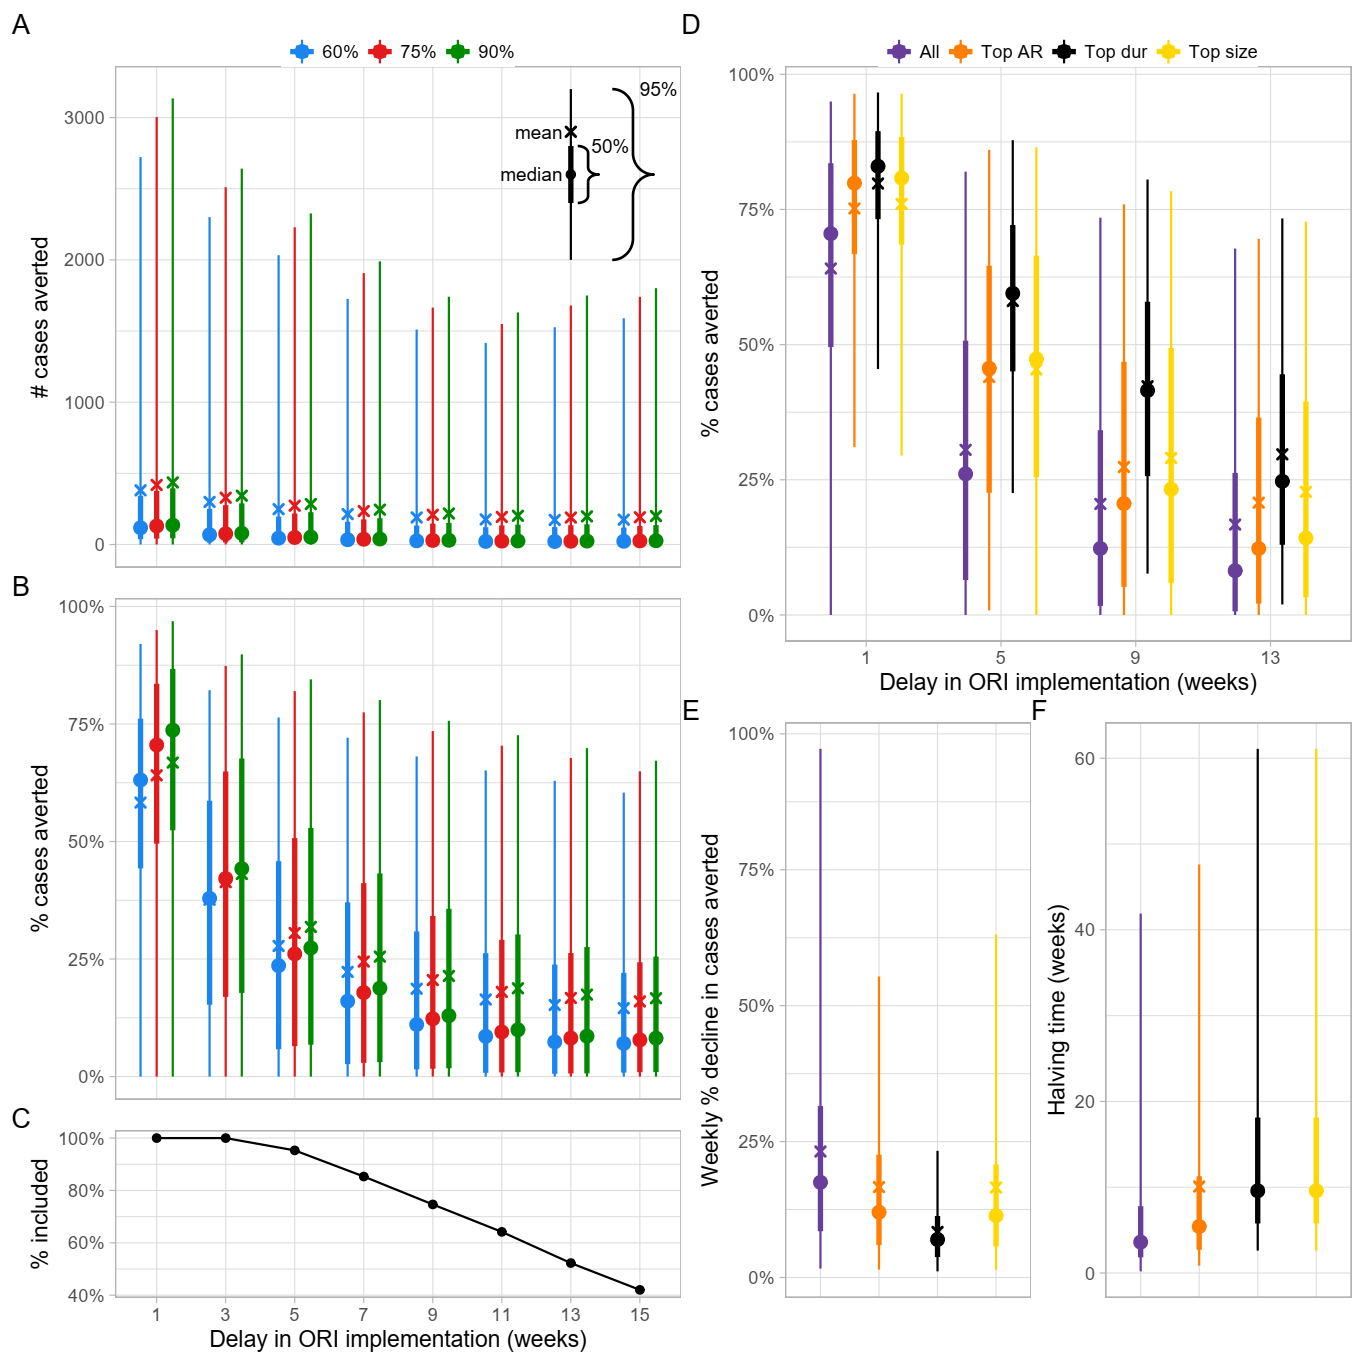 A
60% 75% 90%
3000
2000
1000
0
# cases averted
mean
median
50%
95%
B
100%
75%
50%
25%
0%
% cases averted
C
100%
80%
60%
40%
% included
1 3 5 7 9 11 13 15
Delay in ORI implementation (weeks)
D
All Top AR Top dur Top size
100%
75%
50%
25%
0%
% cases averted
1 5 9 13
Delay in ORI implementation (weeks)
E
100%
75%
50%
25%
0%
Weekly % decline in cases averted
F
60
40
20
0
Halving time (weeks)